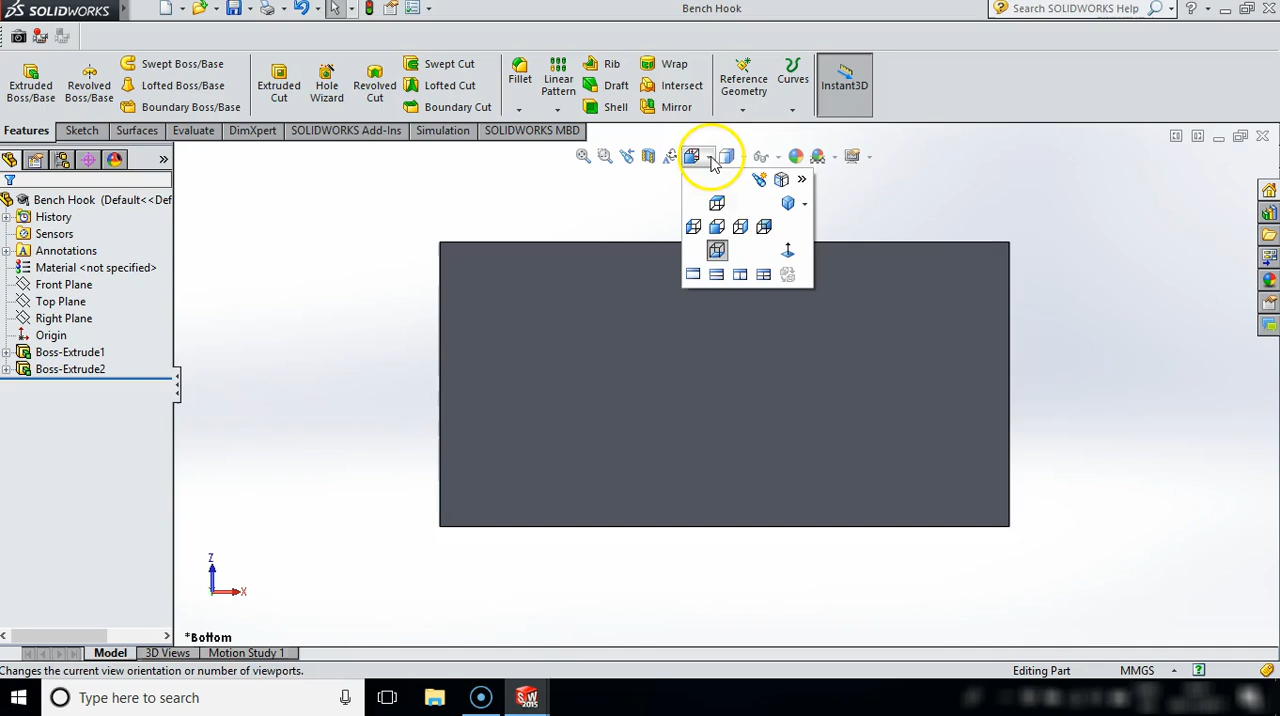 SOLIDWORKS
Bench Hook
Search SOLIDWORKS Help
Extruded Boss/Base
Revolved Boss/Base
Swept Boss/Base
Lofted Boss/Base
Boundary Boss/Base
Extruded Cut
Hole Wizard
Revolved Cut
Swept Cut
Lofted Cut
Boundary Cut
Fillet
Linear Pattern
Rib
Draft
Shell
Wrap
Intersect
Mirror
Reference Geometry
Curves
Instant3D
Features Sketch Surfaces Evaluate DimXpert SOLIDWORKS Add-Ins Simulation SOLIDWORKS MBD
Bench Hook (Default<<Def
History
Sensors
Annotations
Material <not specified>
Front Plane
Top Plane
Right Plane
Origin
Boss-Extrude1
Boss-Extrude2
Z
X
*Bottom
Model 3D Views Motion Study 1
Changes the current view orientation or number of viewports. Editing Part MMGS
Type here to search
SW
2015